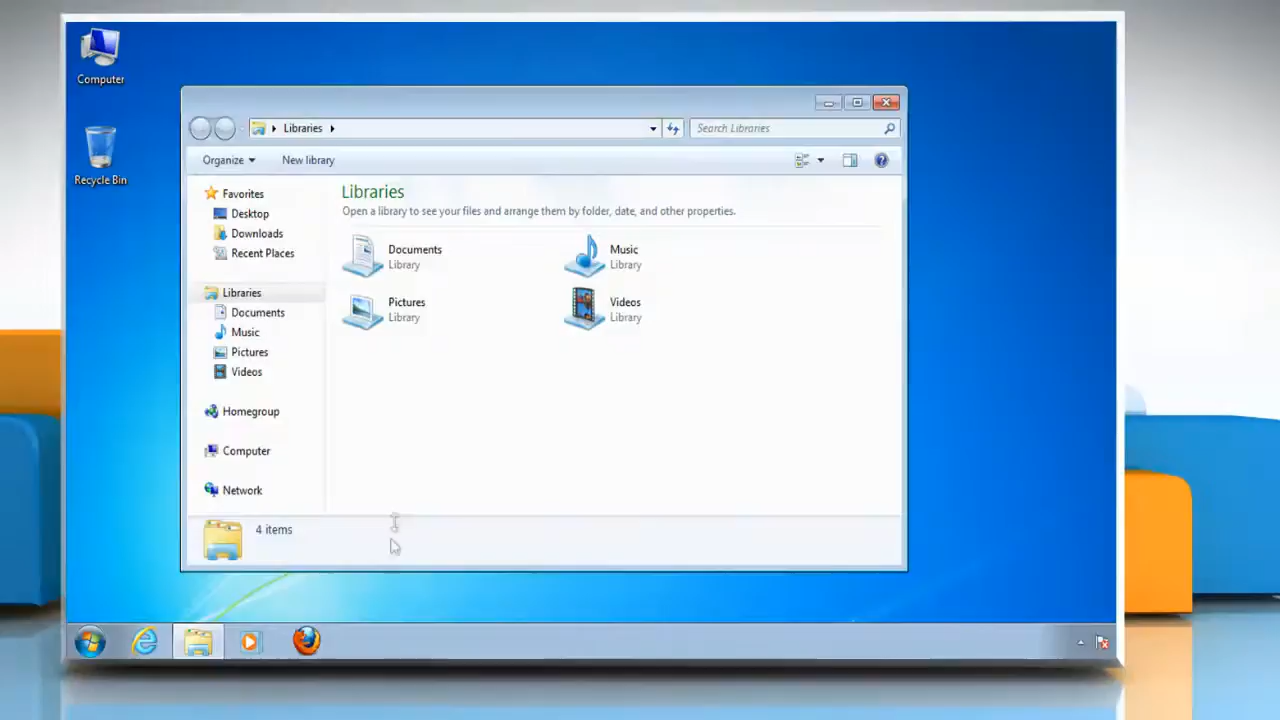 Computer
Recycle Bin
Libraries
Search Libraries
Organize
New library
Favorites
Desktop
Downloads
Recent Places
Libraries
Documents
Music
Pictures
Videos
Homegroup
Computer
Network
Libraries
Open a library to see your files and arrange them by folder, date, and other properties.
Documents
Library
Music
Library
Pictures
Library
Videos
Library
4 items